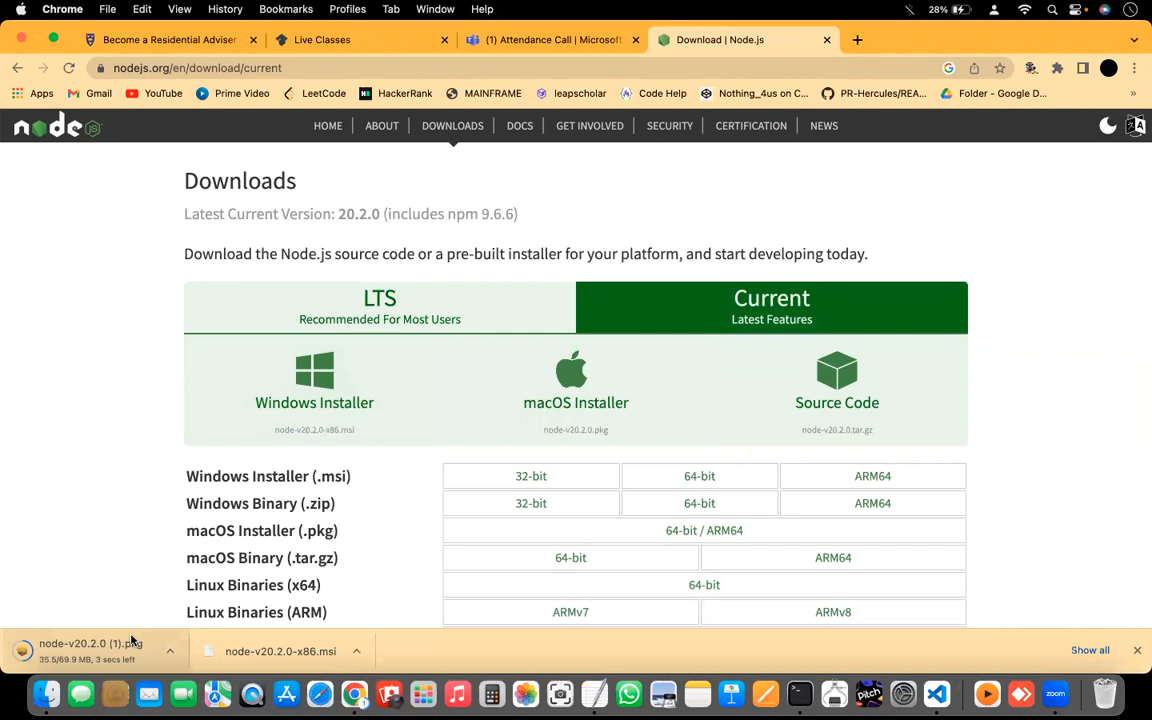 Chrome File Edit View History Bookmarks Profiles Tab Window Help 28%
Become a Residential Adviser Live Classes (1) Attendance Call | Microsoft Download | Node.js
nodejs.org/en/download/current
Apps Gmail YouTube Prime Video LeetCode HackerRank MAINFRAME leapscholar Code Help Nothing_4us on C... PR-Hercules/REA... Folder - Google D... »
node JS HOME ABOUT DOWNLOADS DOCS GET INVOLVED SECURITY CERTIFICATION NEWS
Downloads
Latest Current Version: 20.2.0 (includes npm 9.6.6)
Download the Node.js source code or a pre-built installer for your platform, and start developing today.
LTS Current
Recommended For Most Users Latest Features
Windows Installer macOS Installer Source Code
node-v20.2.0-x86.msi node-v20.2.0.pkg node-v20.2.0.tar.gz
Windows Installer (.msi) 32-bit 64-bit ARM64
Windows Binary (.zip) 32-bit 64-bit ARM64
macOS Installer (.pkg) 64-bit / ARM64
macOS Binary (.tar.gz) 64-bit ARM64
Linux Binaries (x64) 64-bit
Linux Binaries (ARM) ARMv7 ARMv8
node-v20.2.0 (1).pkg node-v20.2.0-x86.msi Show all
35.5/69.9 MB, 3 secs left
Pitch zoom